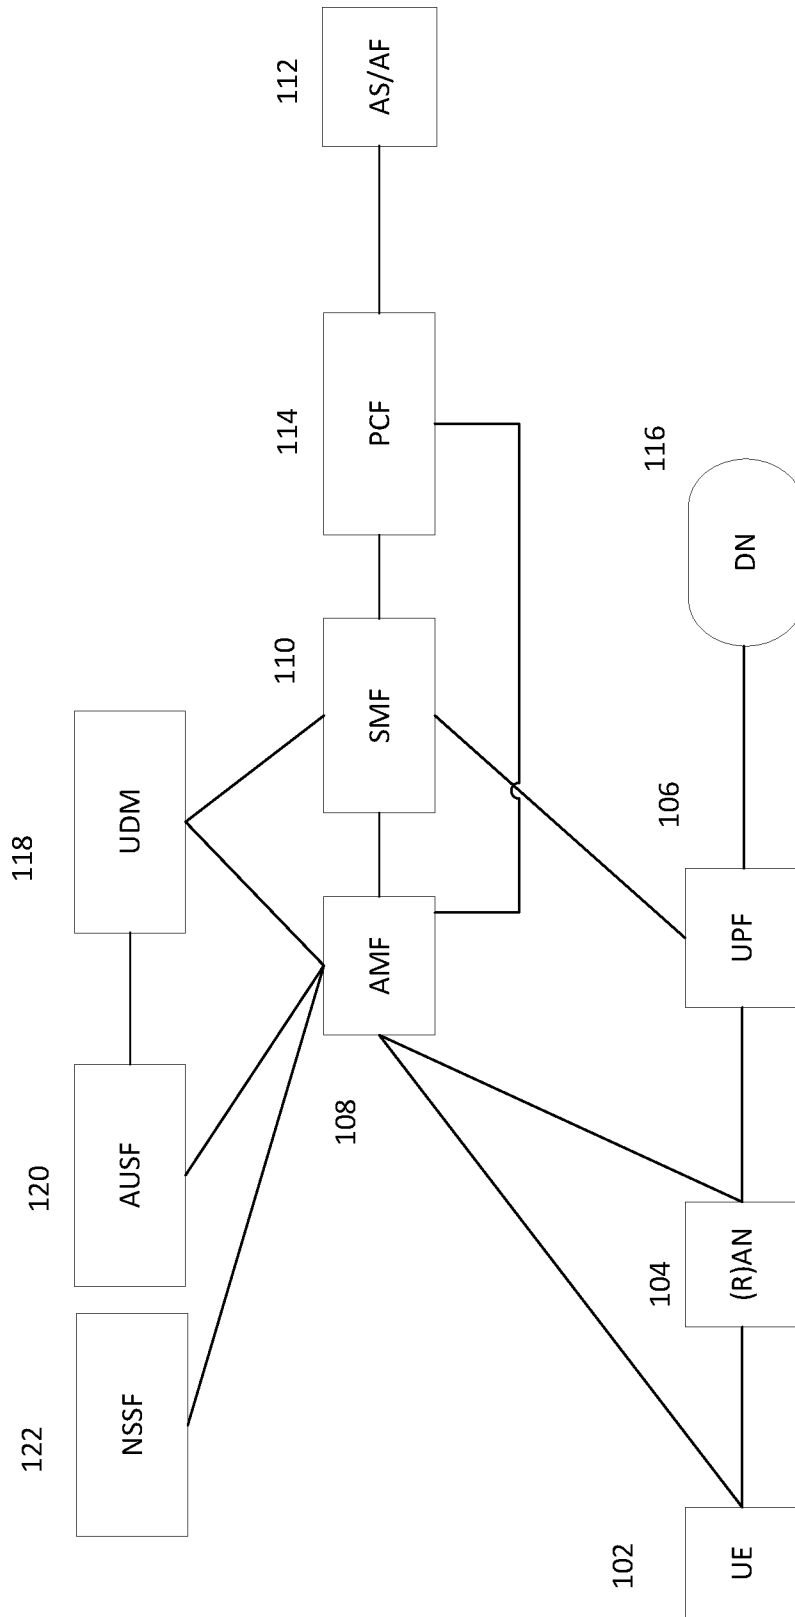 122
NSSF
120
AUSF
118
UDM
108
AMF
110
SMF
114
PCF
112
AS/AF
102
UE
104
(R)AN
106
UPF
116
DN